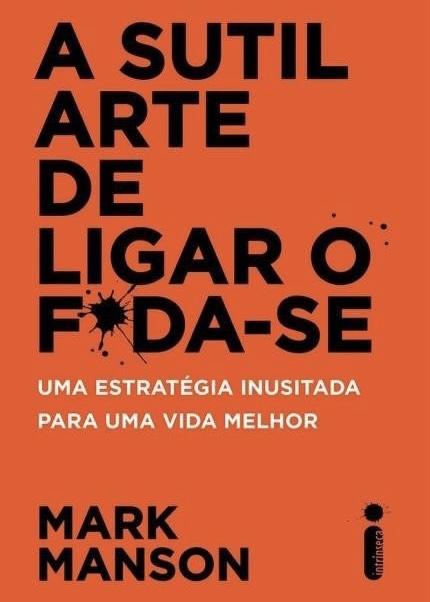 A SUTIL
ARTE
DE
LIGAR O
F*DA-SE
UMA ESTRATÉGIA INUSITADA
PARA UMA VIDA MELHOR
MARK
MANSON
intrínseca